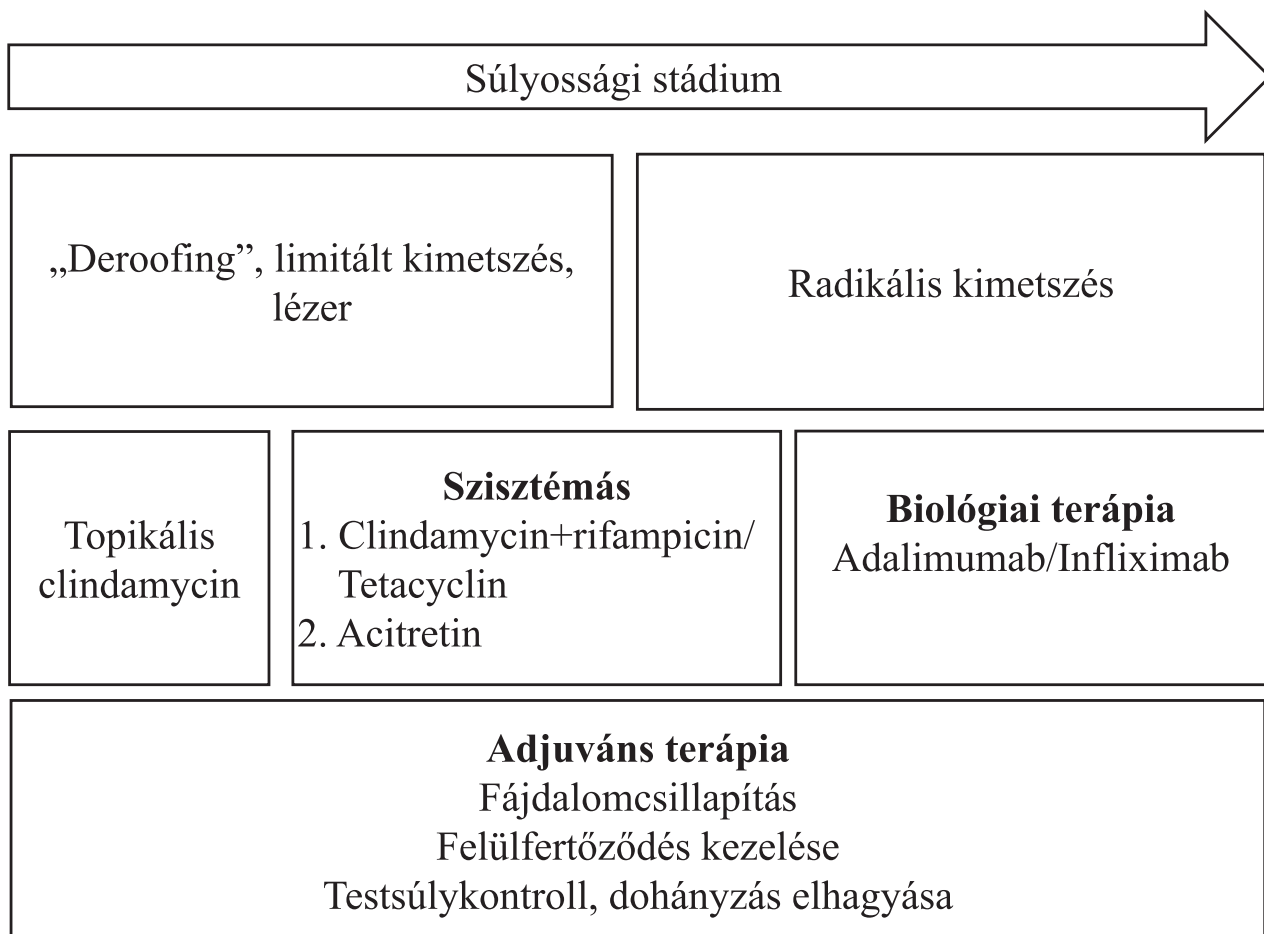 Súlyossági stádium
„Deroofing”, limitált kimetszés,
lézer
Radikális kimetszés
Topikális
clindamycin
Szisztémás
1. Clindamycin+rifampicin/
Tetacyclin
2. Acitretin
Biológiai terápia
Adalimumab/Infliximab
Adjuváns terápia
Fájdalomcsillapítás
Felülfertőződés kezelése
Testsúlykontroll, dohányzás elhagyása